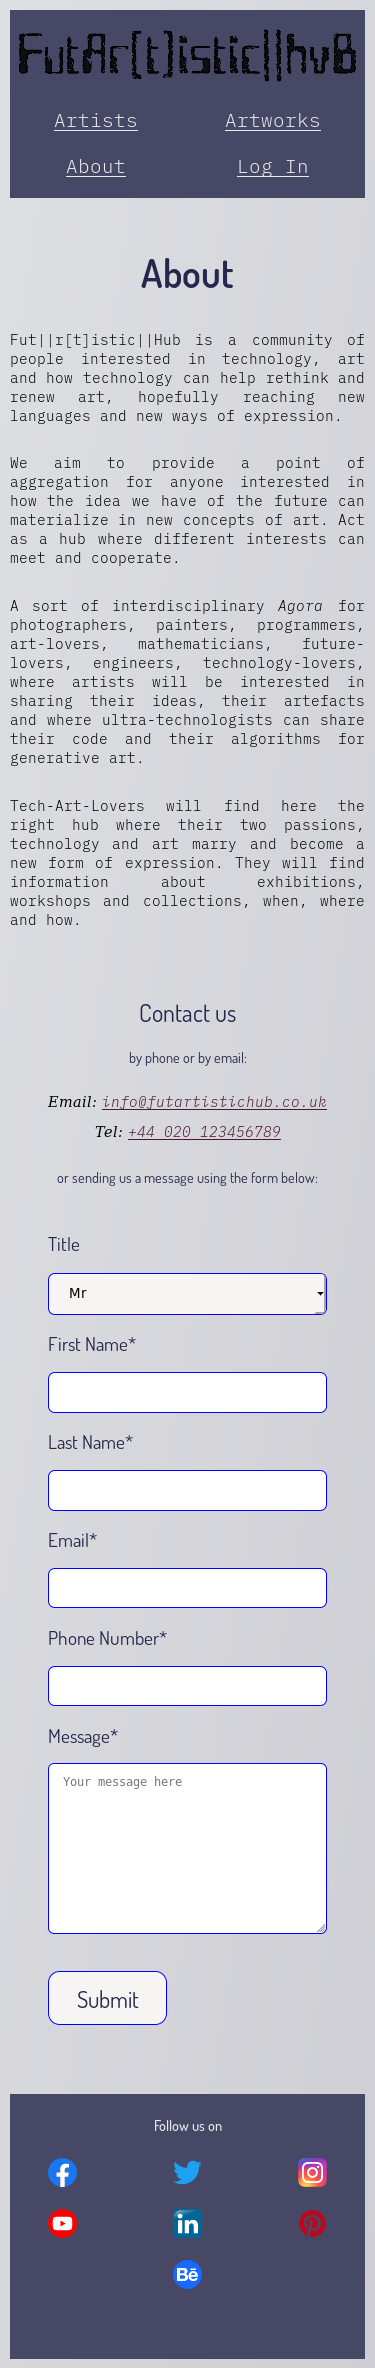 FutAr[t]istic||hvB
Artists Artworks
About Log In
About
Fut||r[t]istic||Hub is a community of
people interested in technology, art
and how technology can help rethink and
renew art, hopefully reaching new
languages and new ways of expression.
We aim to provide a point of
aggregation for anyone interested in
how the idea we have of the future can
materialize in new concepts of art. Act
as a hub where different interests can
meet and cooperate.
A sort of interdisciplinary Agora for
photographers, painters, programmers,
art-lovers, mathematicians, future-
lovers, engineers, technology-lovers,
where artists will be interested in
sharing their ideas, their artefacts
and where ultra-technologists can share
their code and their algorithms for
generative art.
Tech-Art-Lovers will find here the
right hub where their two passions,
technology and art marry and become a
new form of expression. They will find
information about exhibitions,
workshops and collections, when, where
and how.
Contact us
by phone or by email:
Email: info@futartistichub.co.uk
Tel: +44 020 123456789
or sending us a message using the form below:
Title
Mr
First Name*
Last Name*
Email*
Phone Number*
Message*
Your message here
Submit
Follow us on
in
Bē